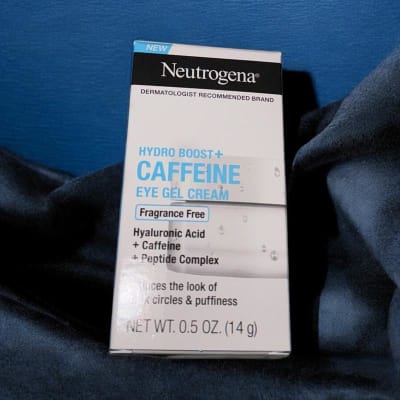 NEW
Neutrogena®
DERMATOLOGIST RECOMMENDED BRAND
HYDRO BOOST+
CAFFEINE
EYE GEL CREAM
Fragrance Free
Hyaluronic Acid
+ Caffeine
+ Peptide Complex
the look of
circles & puffiness
NET WT. 0.5 OZ. (14 g)